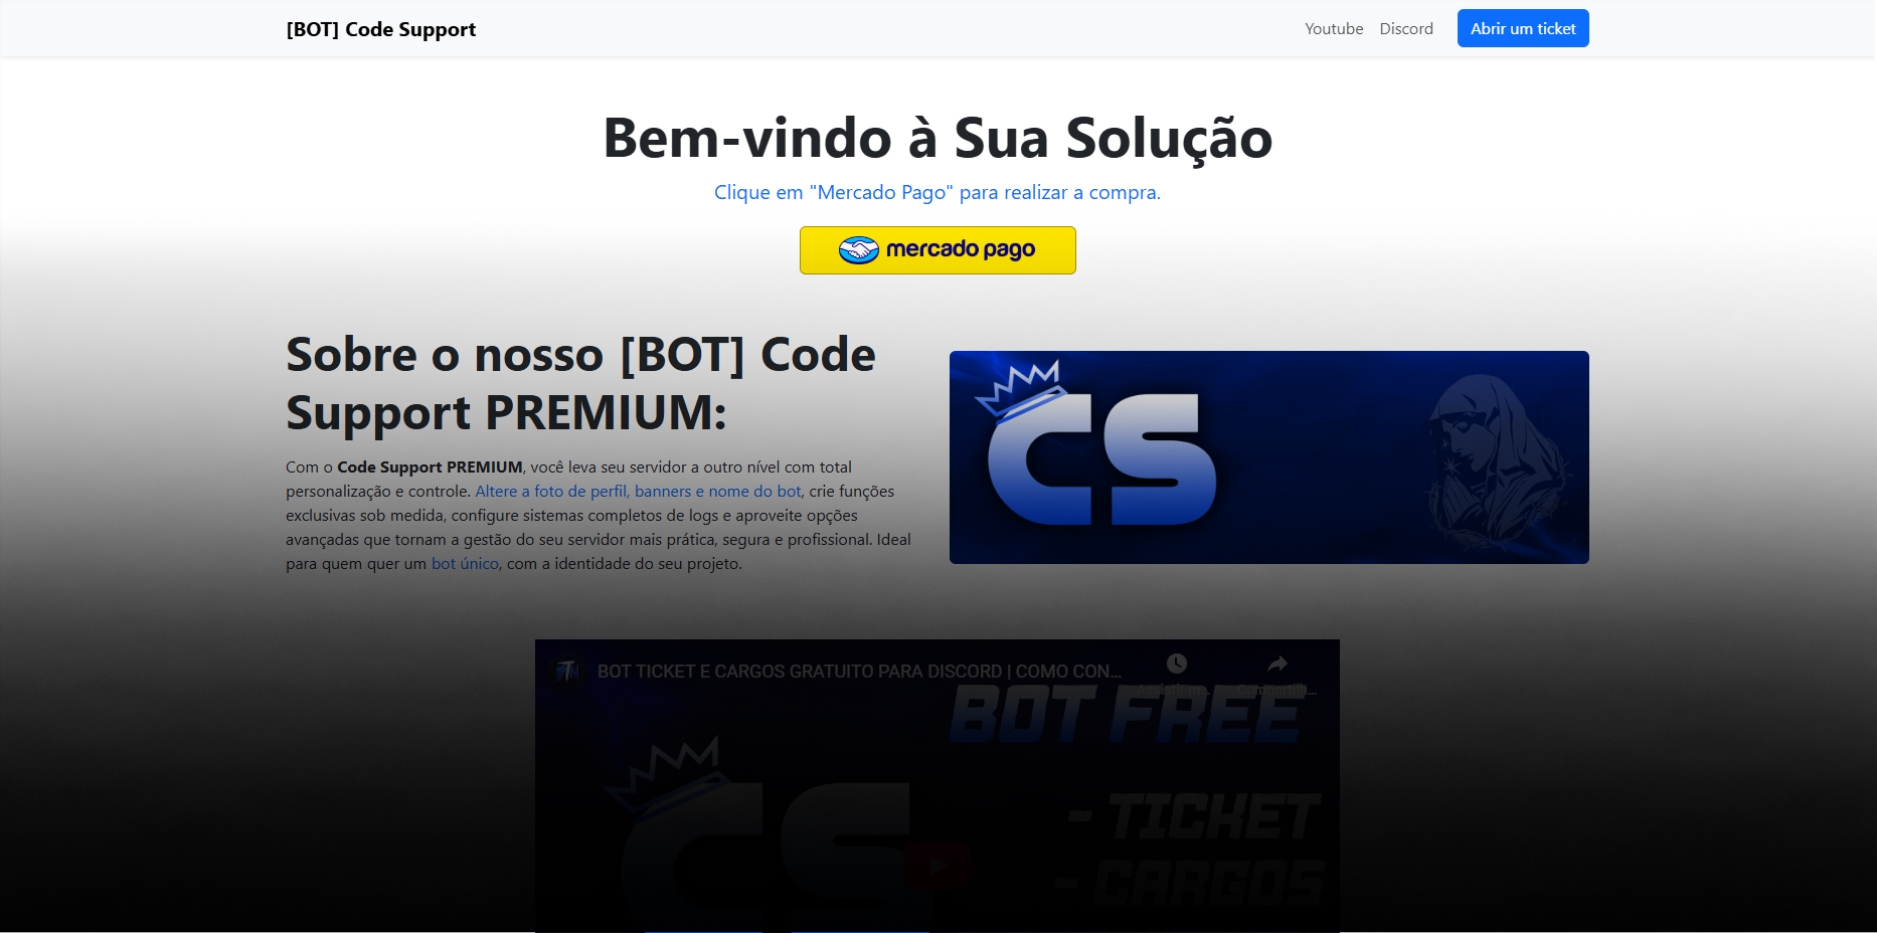 [BOT] Code Support
Youtube
Discord
Abrir um ticket
Bem-vindo à Sua Solução
Clique em "Mercado Pago" para realizar a compra.
mercado pago
Sobre o nosso [BOT] Code
Support PREMIUM:
Com o Code Support PREMIUM, você leva seu servidor a outro nível com total
personalização e controle. Altere a foto de perfil, banners e nome do bot, crie funções
exclusivas sob medida, configure sistemas completos de logs e aproveite opções
avançadas que tornam a gestão do seu servidor mais prática, segura e profissional. Ideal
para quem quer um bot único, com a identidade do seu projeto.
CS
BOT TICKET E CARGOS GRATUITO PARA DISCORD | COMO CON...
BOT FREE
- TICKET
- CARGOS
CS